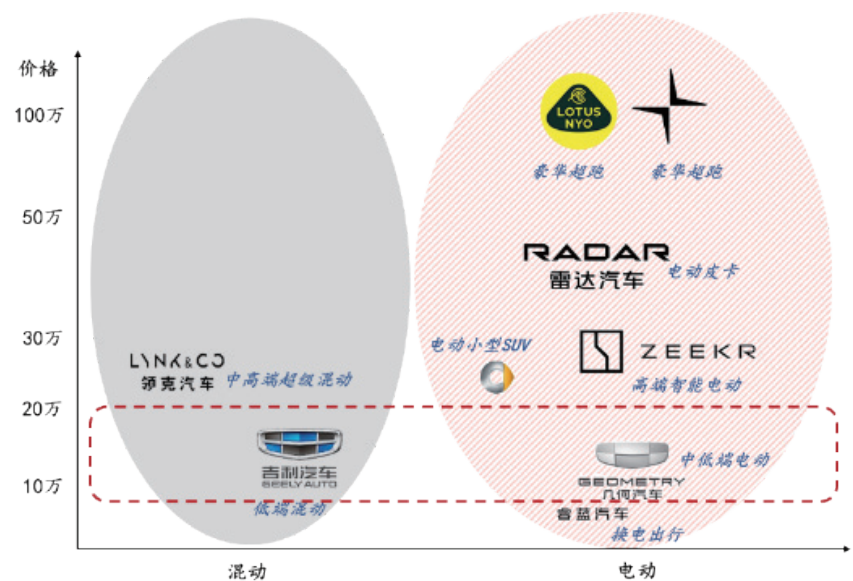 价格
100万
LOTUS
NYO
豪华超跑
豪华超跑
50万
RADAR
雷达汽车
电动皮卡
30万
电动小型SUV
ZEEKR
高端智能电动
LYNK&CO
领克汽车
中高端超级混动
20万
吉利汽车
GEELY AUTO
低端混动
10万
中低端电动
GEOMETRY
几何汽车
睿蓝汽车
换电出行
混动
电动